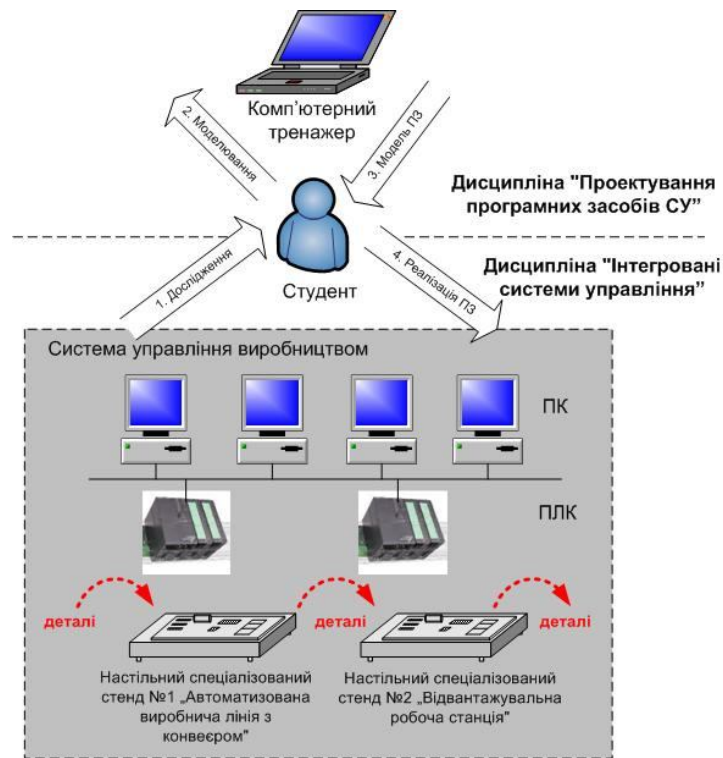 Комп'ютерний
тренажер
2. Моделювання
3. Модель ПЗ
Дисципліна "Проектування
програмних засобів СУ”
Дисципліна "Інтегровані
системи управління”
1. Дослідження
4. Реалізація ПЗ
Студент
Система управління виробництвом
ПК
ПЛК
деталі
деталі
деталі
Настільний спеціалізований
стенд №1 „Автоматизована
виробнича лінія з
конвеєром"
Настільний спеціалізований
стенд №2 „Відвантажувальна
робоча станція"